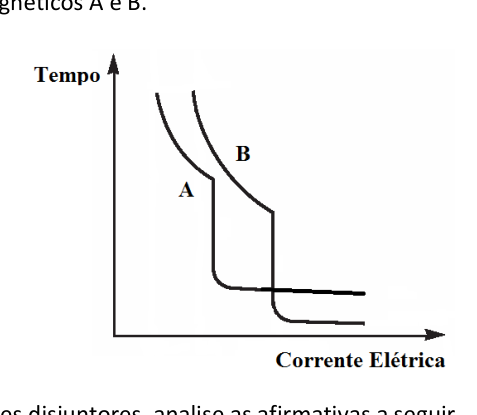 gnéticos A e B.
Tempo
B
A
Corrente Elétrica
es disjuntores, analise as afirmativas a seguir